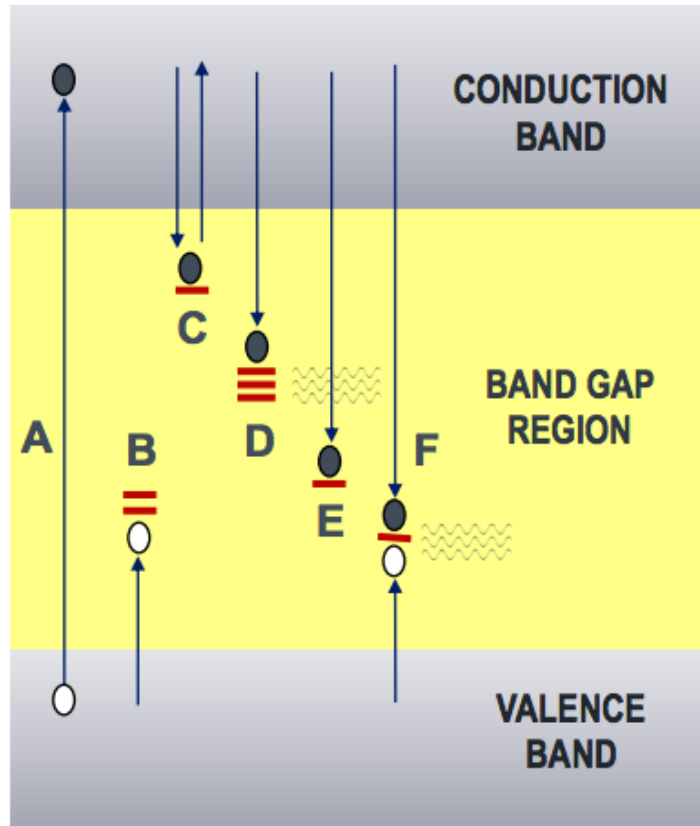 CONDUCTION
BAND
C
A
B
D
BAND GAP
REGION
F
E
VALENCE
BAND